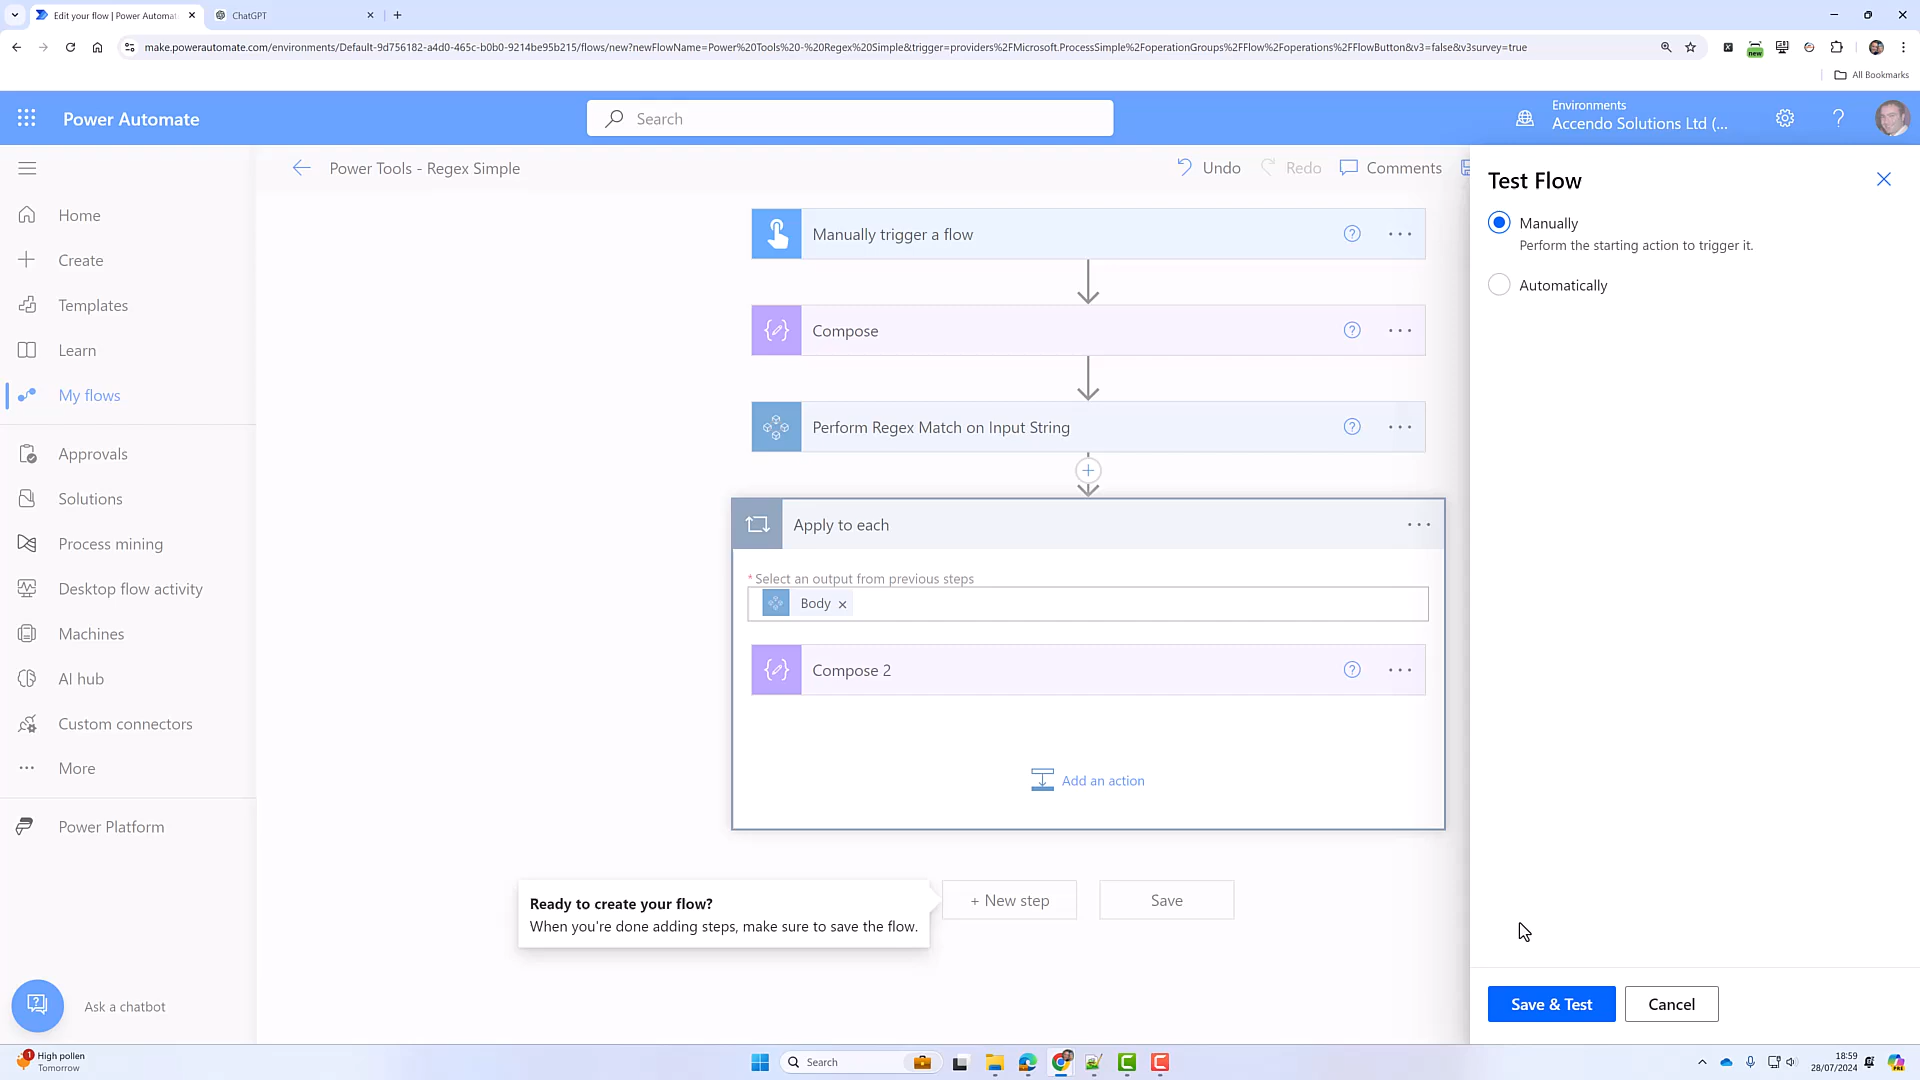 Edit your flow | Power Automat
ChatGPT
make.powerautomate.com/environments/Default-9d756182-a4d0-465c-b0b0-9214be95b215/flows/new?newFlowName=Power%20Tools%20-%20Regex%20Simple&trigger=providers%2FMicrosoft.ProcessSimple%2FoperationGroups%2FFlow%2Foperations%2FFlowButton&v3=false&v3survey=true
new
All Bookmarks
Power Automate
Search
Environments
Accendo Solutions Ltd (...
Power Tools - Regex Simple
Undo
Redo
Comments
Home
Create
Templates
Learn
My flows
Approvals
Solutions
Process mining
Desktop flow activity
Machines
AI hub
Custom connectors
More
Power Platform
Ask a chatbot
Manually trigger a flow
Compose
Perform Regex Match on Input String
Apply to each
* Select an output from previous steps
Body
Compose 2
Add an action
Ready to create your flow?
When you're done adding steps, make sure to save the flow.
+ New step
Save
Test Flow
Manually
Perform the starting action to trigger it.
Automatically
Save & Test
Cancel
1
High pollen
Tomorrow
Search
18:59
28/07/2024
PRE